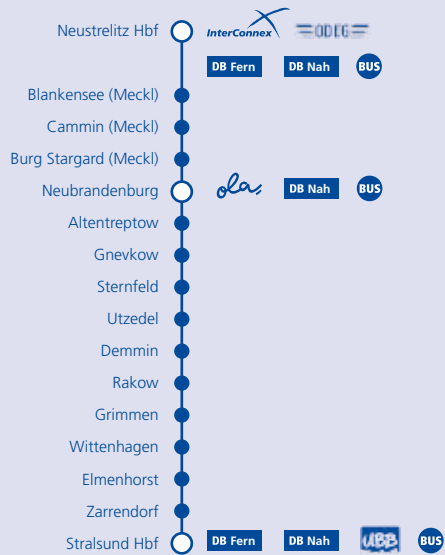 Neustrelitz Hbf InterConnex ODEG
DB Fern DB Nah BUS
Blankensee (Meckl)
Cammin (Meckl)
Burg Stargard (Meckl)
Neubrandenburg ola DB Nah BUS
Altentreptow
Gnevkow
Sternfeld
Utzedel
Demmin
Rakow
Grimmen
Wittenhagen
Elmenhorst
Zarrendorf
Stralsund Hbf DB Fern DB Nah UBB BUS